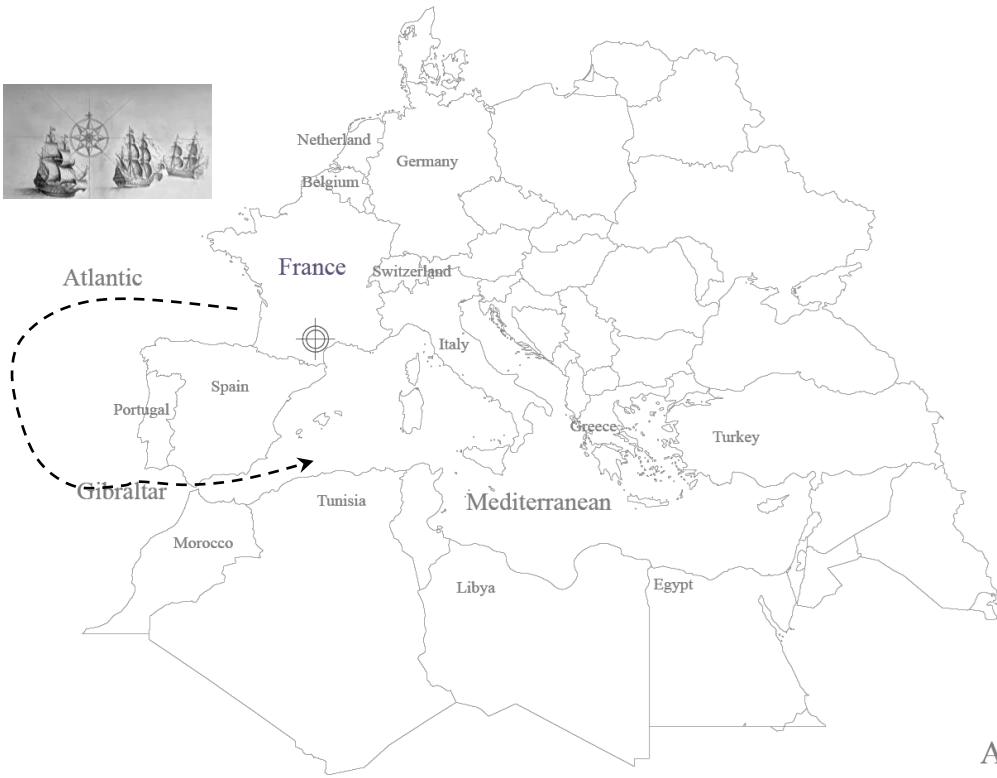 Netherland
Germany
Belgium
France
Switzerland
Atlantic
Italy
Spain
Portugal
Greece
Turkey
Gibraltar
Tunisia
Mediterranean
Morocco
Libya
Egypt
A